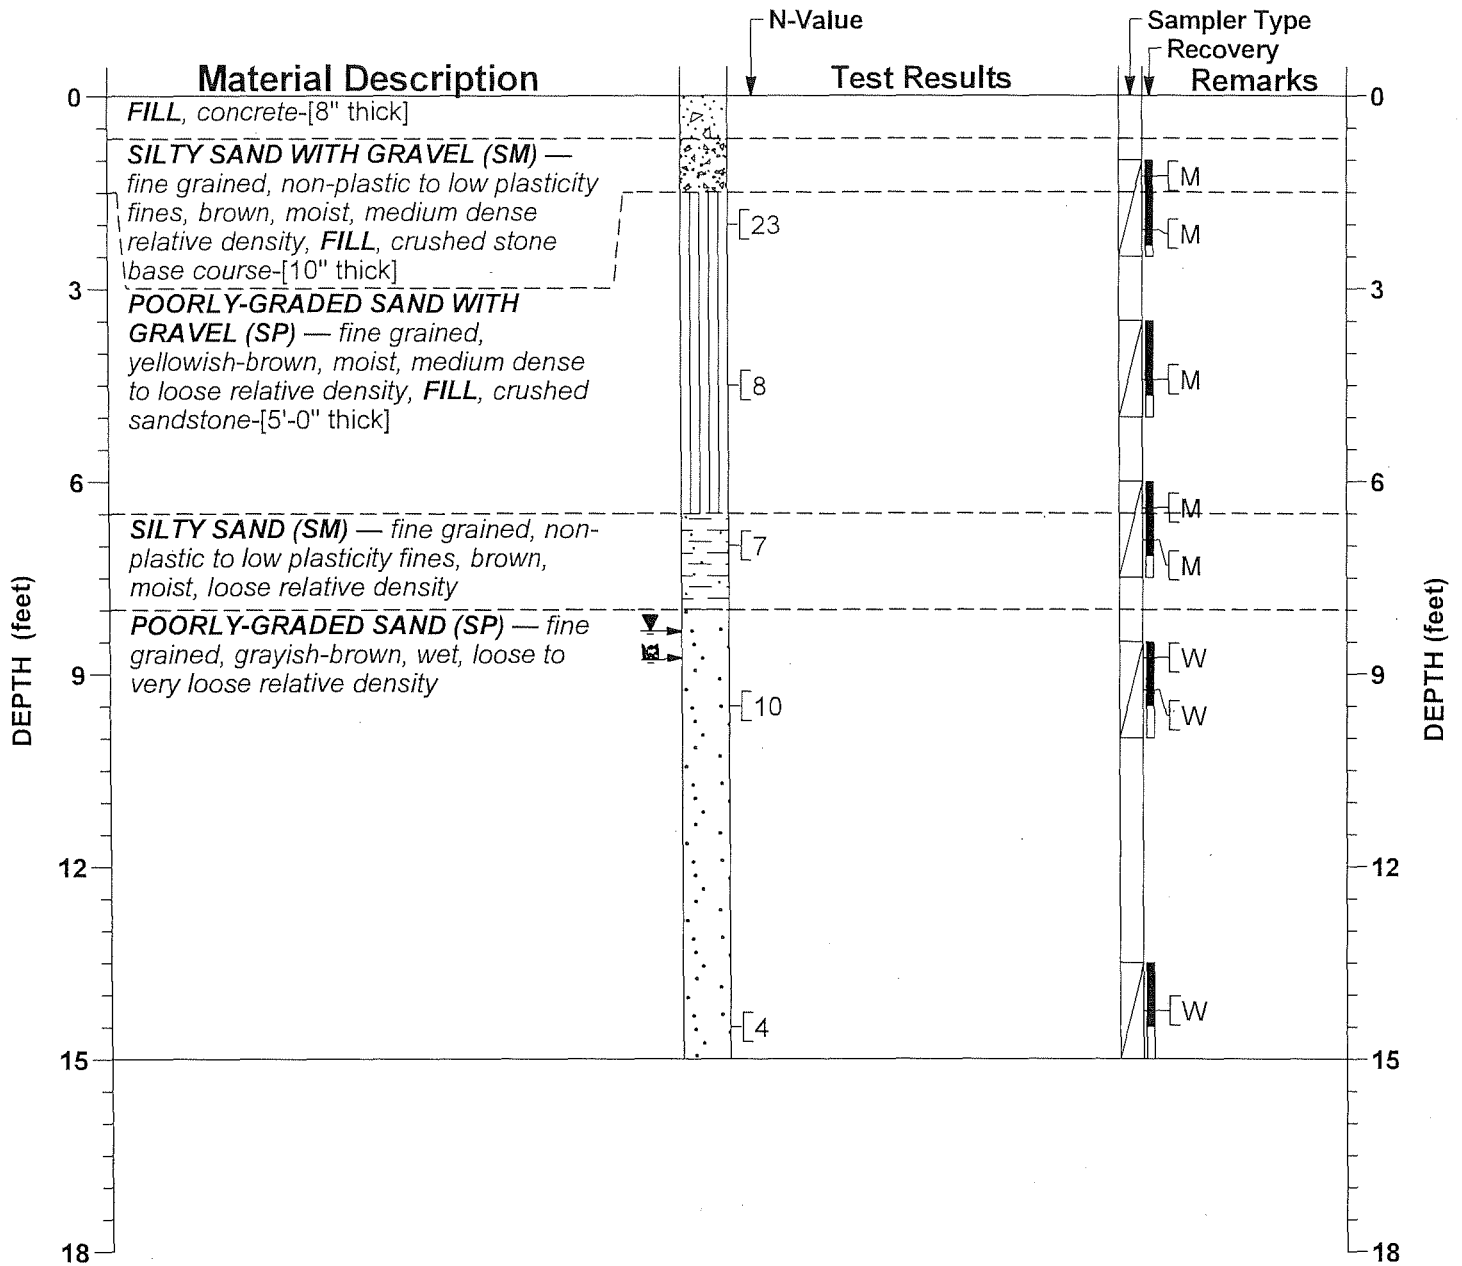 N-Value
Sampler Type
Recovery
Material Description
Test Results
Remarks
0
FILL, concrete-[8" thick]
0
SILTY SAND WITH GRAVEL (SM) —
fine grained, non-plastic to low plasticity
fines, brown, moist, medium dense
relative density, FILL, crushed stone
base course-[10" thick]
M
23
M
3
3
POORLY-GRADED SAND WITH
GRAVEL (SP) — fine grained,
yellowish-brown, moist, medium dense
to loose relative density, FILL, crushed
sandstone-[5'-0" thick]
8
M
6
6
M
SILTY SAND (SM) — fine grained, non-
plastic to low plasticity fines, brown,
moist, loose relative density
7
M
POORLY-GRADED SAND (SP) — fine
grained, grayish-brown, wet, loose to
very loose relative density
W
9
9
10
W
DEPTH (feet)
DEPTH (feet)
12
12
W
4
15
15
18
18